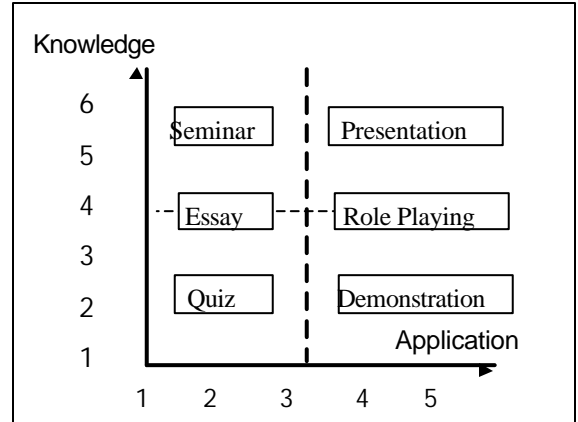 Knowledge
6
Seminar Presentation
5
4
Essay Role Playing
3
Quiz Demonstration
2
Application
1
1 2 3 4 5